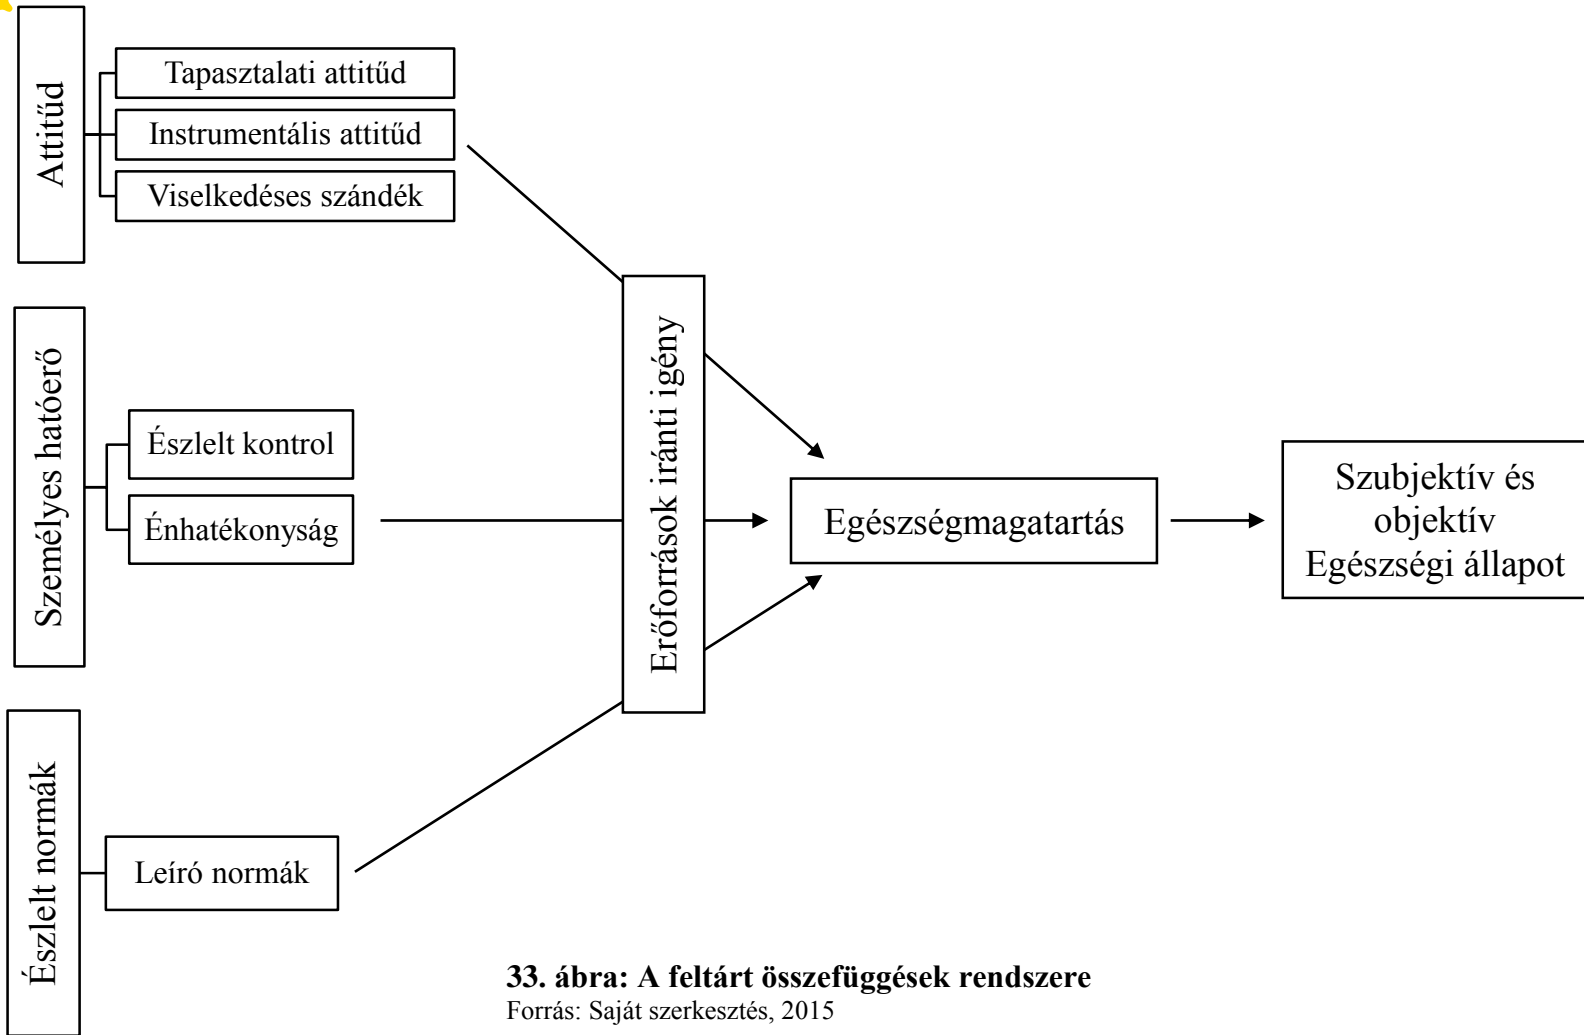 Attitűd
Tapasztalati attitűd
Instrumentális attitűd
Viselkedéses szándék
Személyes hatóerő
Észlelt kontrol
Énhatékonyság
Észlelt normák
Leíró normák
Erőforrások iránti igény
Egészségmagatartás
Szubjektív és
objektív
Egészségi állapot
33. ábra: A feltárt összefüggések rendszere
Forrás: Saját szerkesztés, 2015